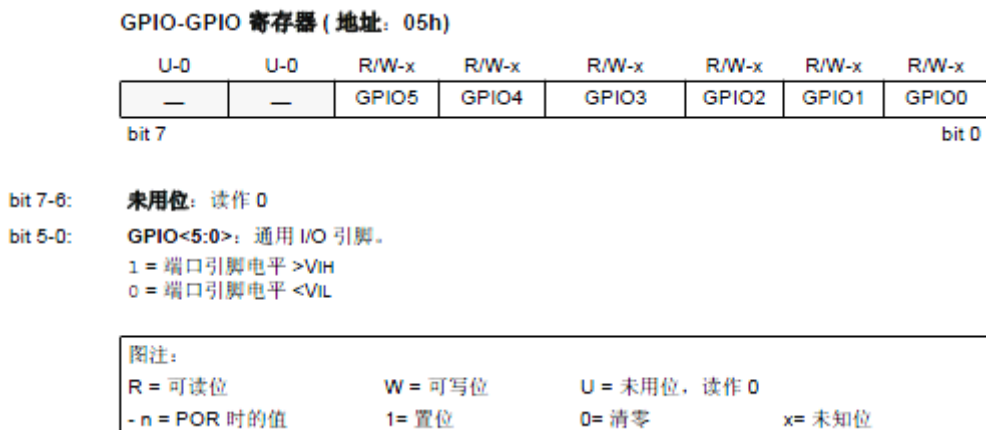 GPIO-GPIO 寄存器 ( 地址：05h)
U-0 U-0 R/W-x R/W-x R/W-x R/W-x R/W-x R/W-x
— — GPIO5 GPIO4 GPIO3 GPIO2 GPIO1 GPIO0
bit 7 bit 0
bit 7-6: 未用位：读作 0
bit 5-0: GPIO<5:0>：通用 I/O 引脚。
1 = 端口引脚电平 >VIH
0 = 端口引脚电平 <VIL
图注：
R = 可读位 W = 可写位 U = 未用位，读作 0
- n = POR 时的值 1= 置位 0= 清零 x= 未知位